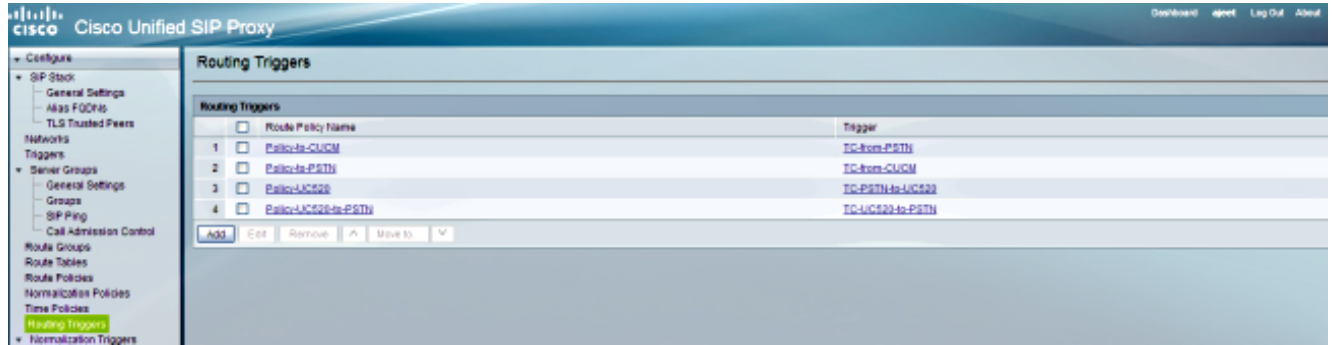 Dashboard ajeet Log Out About
CISCO Cisco Unified SIP Proxy
Configure
SIP Stack
General Settings
Alias FQDNs
TLS Trusted Peers
Networks
Triggers
Server Groups
General Settings
Groups
SIP Ping
Call Admission Control
Route Groups
Route Tables
Route Policies
Normalization Policies
Time Policies
Routing Triggers
Normalization Triggers
Routing Triggers
Routing Triggers
Route Policy Name Trigger
1 Policy-to-CUCM TC-from-PSTN
2 Policy-to-PSTN TC-from-CUCM
3 Policy-UC520 TC-PSTN-to-UC520
4 Policy-UC520-to-PSTN TC-UC520-to-PSTN
Add Edit Remove Move to